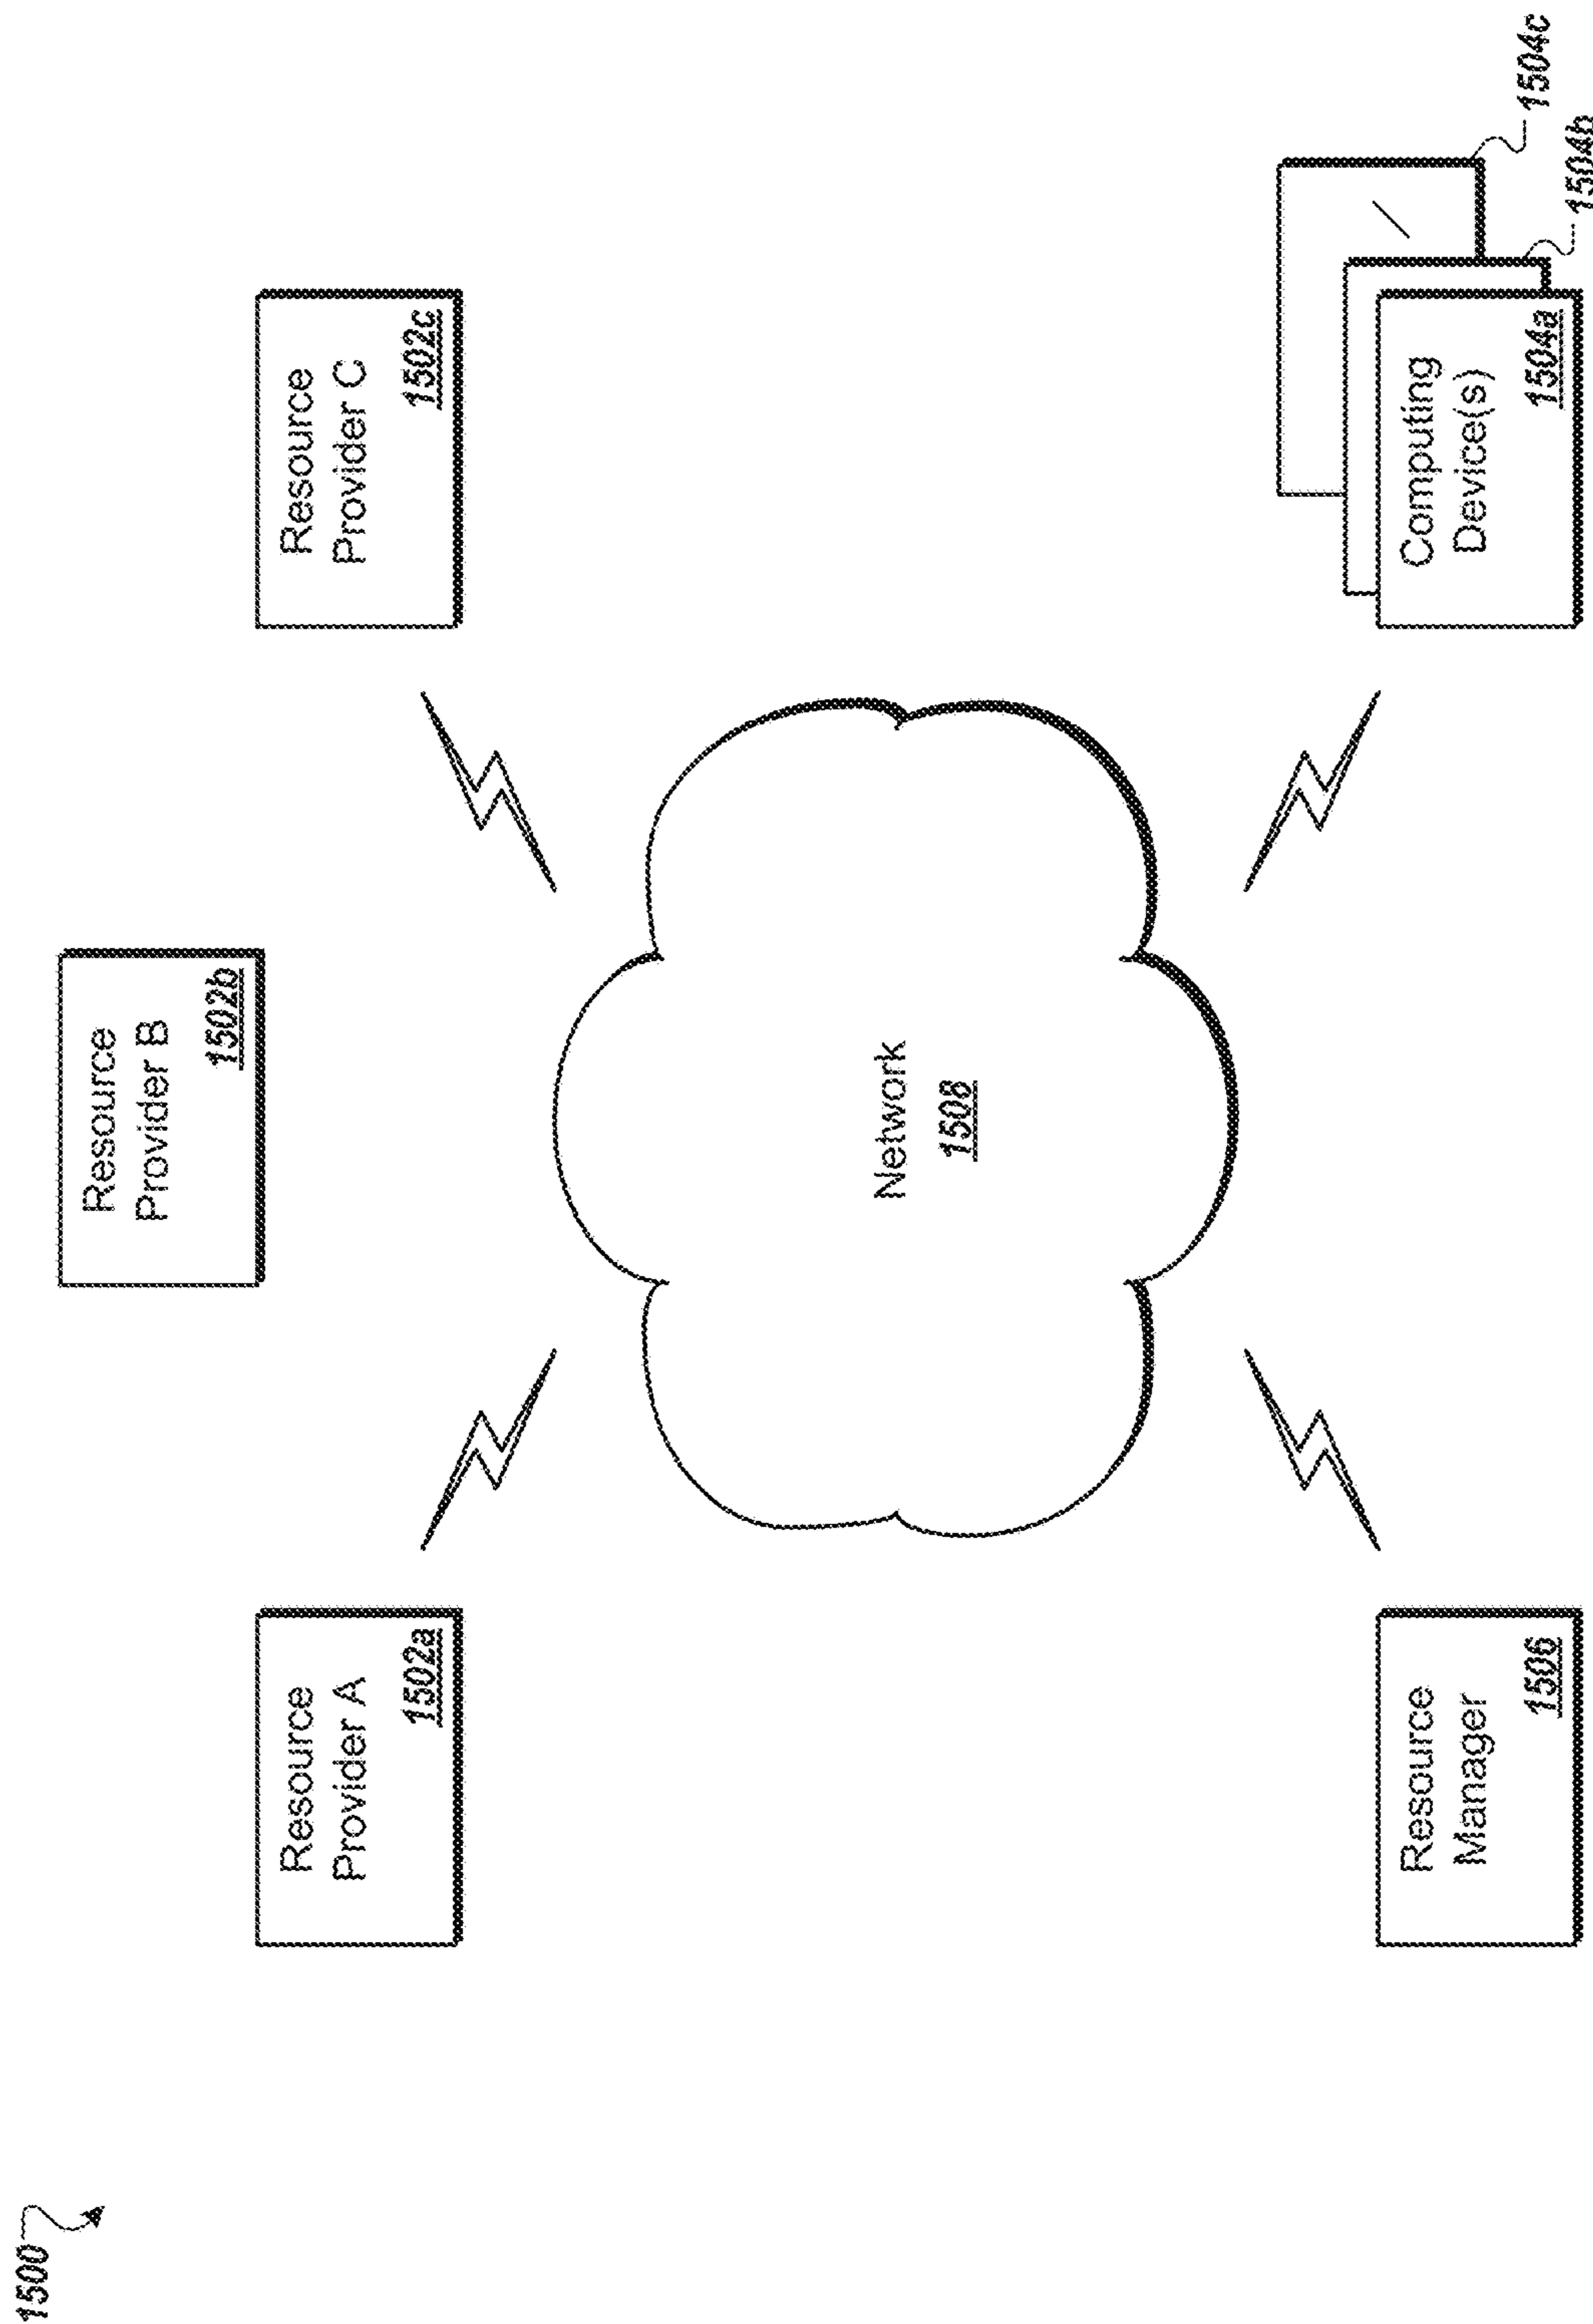 1500
Resource
Provider B
1502b
Resource
Provider A
1502a
Resource
Provider C
1502c
Network
1508
Resource
Manager
1506
Computing
Device(s)
1504a
1504b
1504c